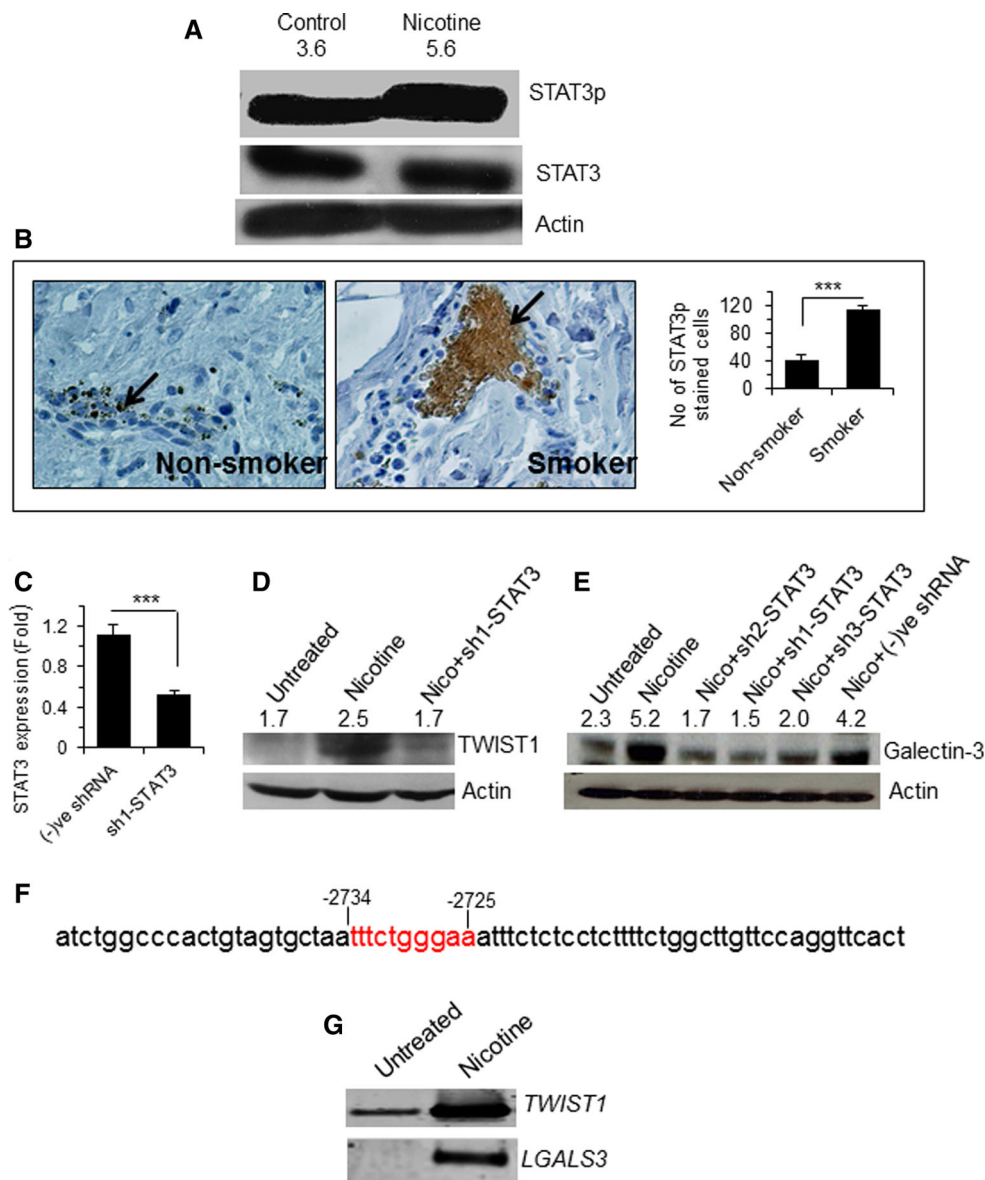 A
Control Nicotine
3.6 5.6
STAT3p
STAT3
Actin
B
Non-smoker
Smoker
No of STAT3p
stained cells
120
80
40
0
***
Non-smoker
Smoker
C
STAT3 expression (Fold)
1.2
0.8
0.4
0
***
(-)ve shRNA
sh1-STAT3
D
Untreated
Nicotine
Nico+sh1-STAT3
1.7 2.5 1.7
TWIST1
Actin
E
Untreated
Nicotine
Nico+sh2-STAT3
Nico+sh1-STAT3
Nico+sh3-STAT3
Nico+(-)ve shRNA
2.3 5.2 1.7 1.5 2.0 4.2
Galectin-3
Actin
F
-2734 -2725
atctggcccactgtagtgctaatttctgggaaatttctctcctcttttctggcttgttccaggttcact
G
Untreated
Nicotine
TWIST1
LGALS3